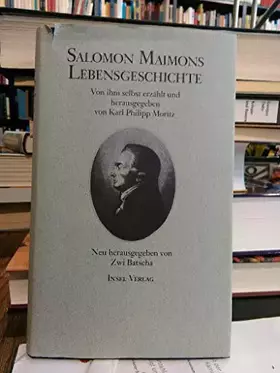 SALOMON MAIMONS
LEBENSGESCHICHTE
Von ihm selbst erzählt und
herausgegeben
von Karl Philipp Moritz
Neu herausgegeben von
Zwi Batscha
INSEL VERLAG